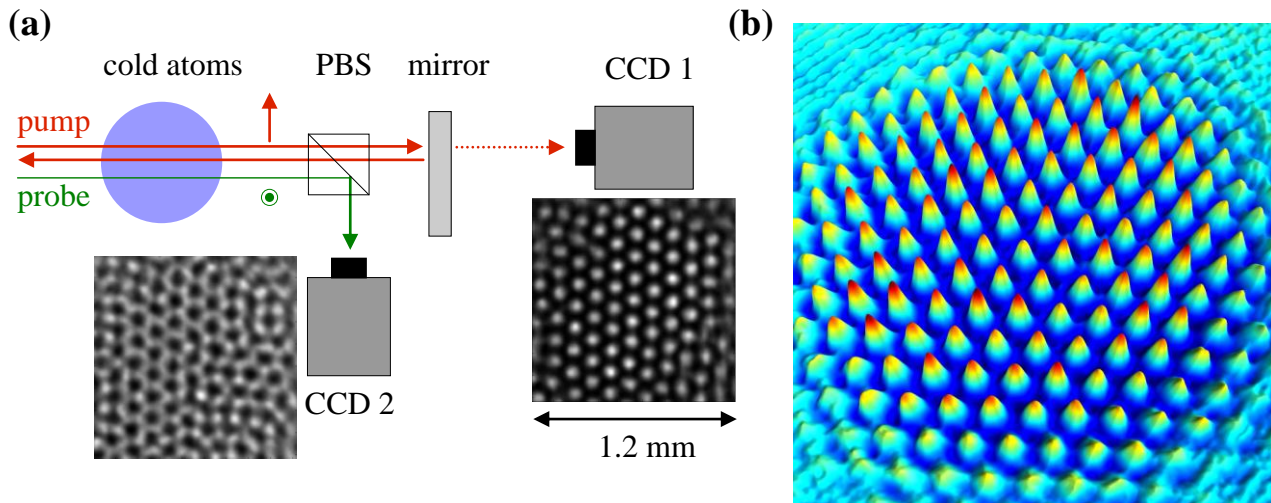 (a)
(b)
cold atoms
PBS
mirror
CCD 1
pump
probe
CCD 2
1.2 mm